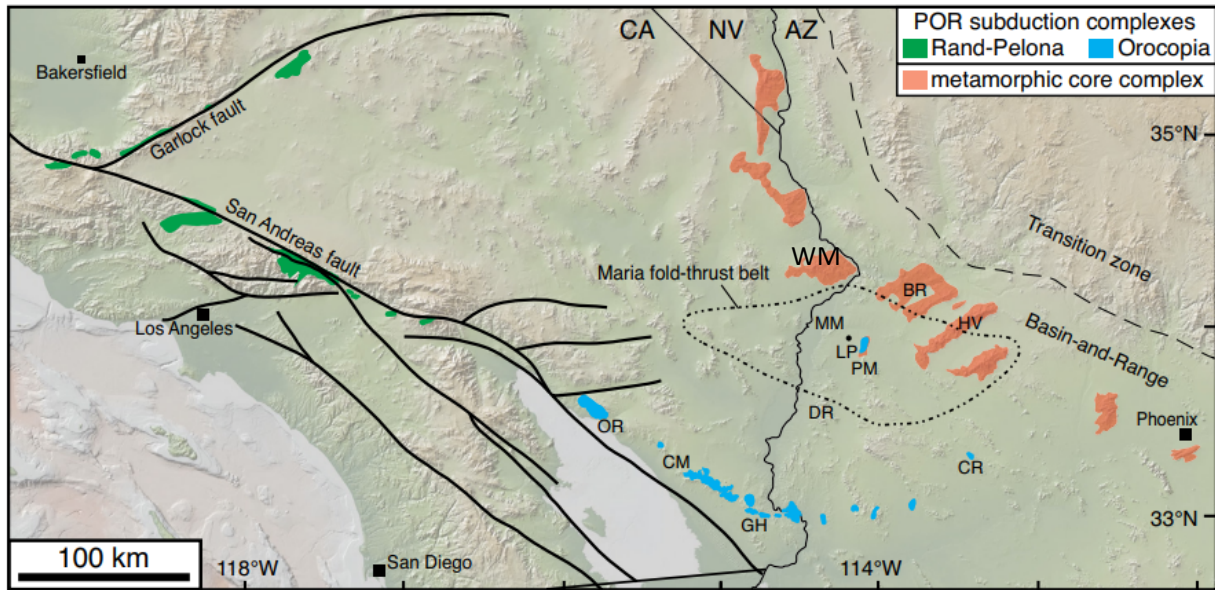 CA NV AZ
POR subduction complexes
Rand-Pelona Orocopia
metamorphic core complex
Bakersfield
Garlock fault
35°N
San Andreas fault
Transition zone
WM
Maria fold-thrust belt
BR
Los Angeles
MM
HV
LP
PM
Basin-and-Range
DR
OR
Phoenix
CM
CR
GH
33°N
100 km
118°W
San Diego
114°W